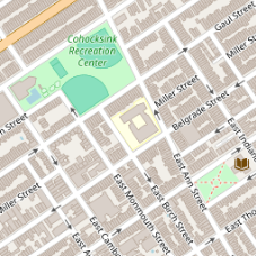 Gaul Street
Cohocksink
Recreation
Center
Miller Street
Miller Street
Belgrade Street
East Ann Street
Miller Street
East Monmouth Street
East Birch Street